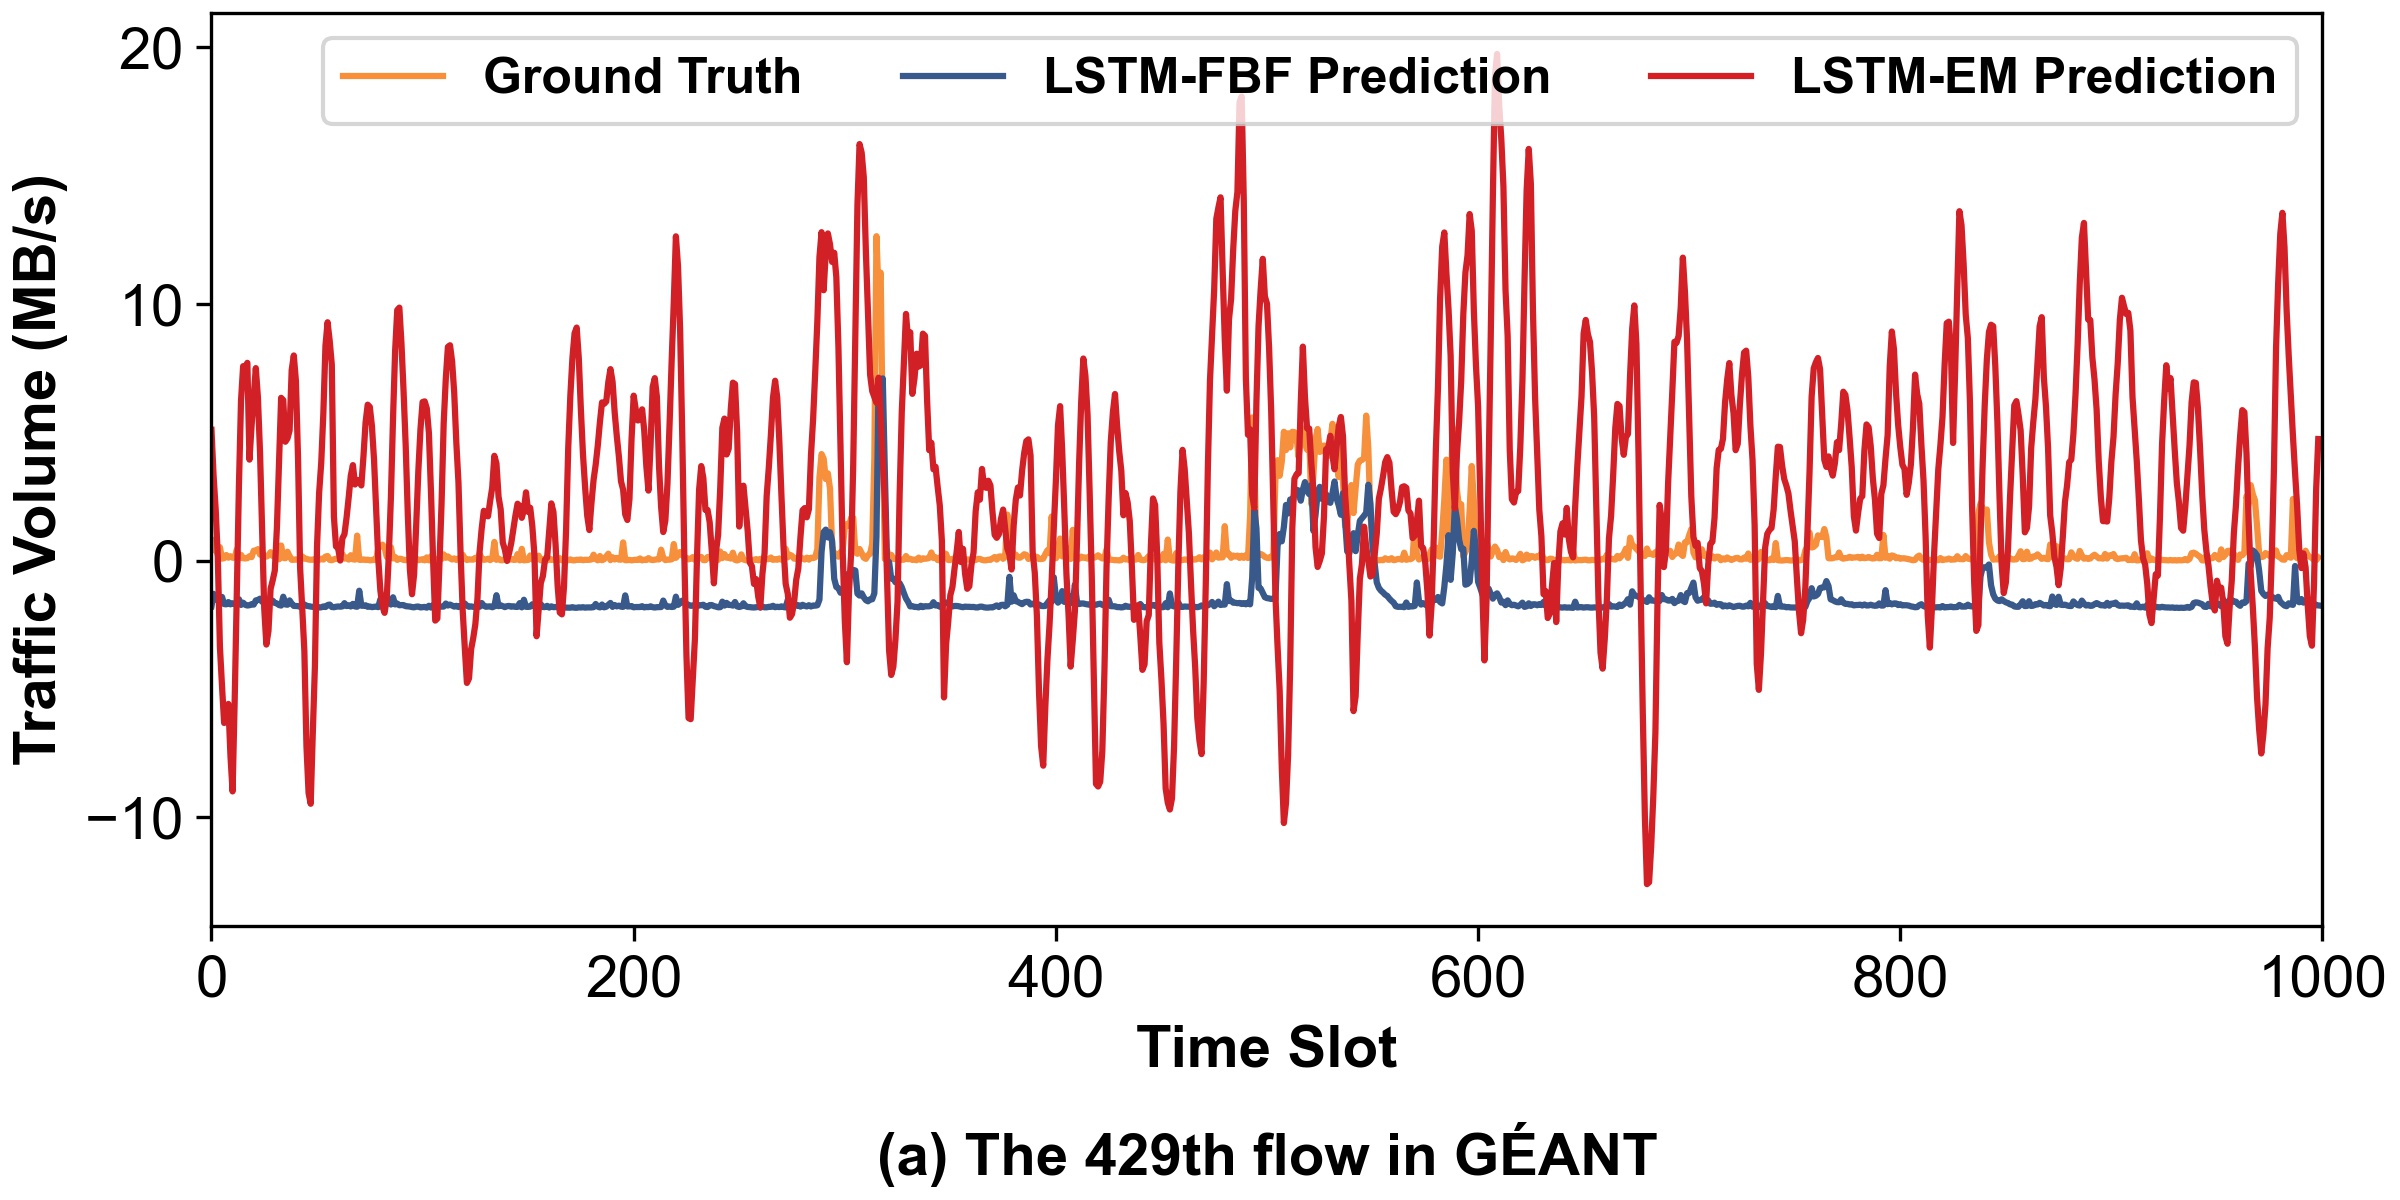 20
10
0
−10
Traffic Volume (MB/s)
Ground Truth LSTM-FBF Prediction LSTM-EM Prediction
0 200 400 600 800 1000
Time Slot
(a) The 429th flow in GÉANT